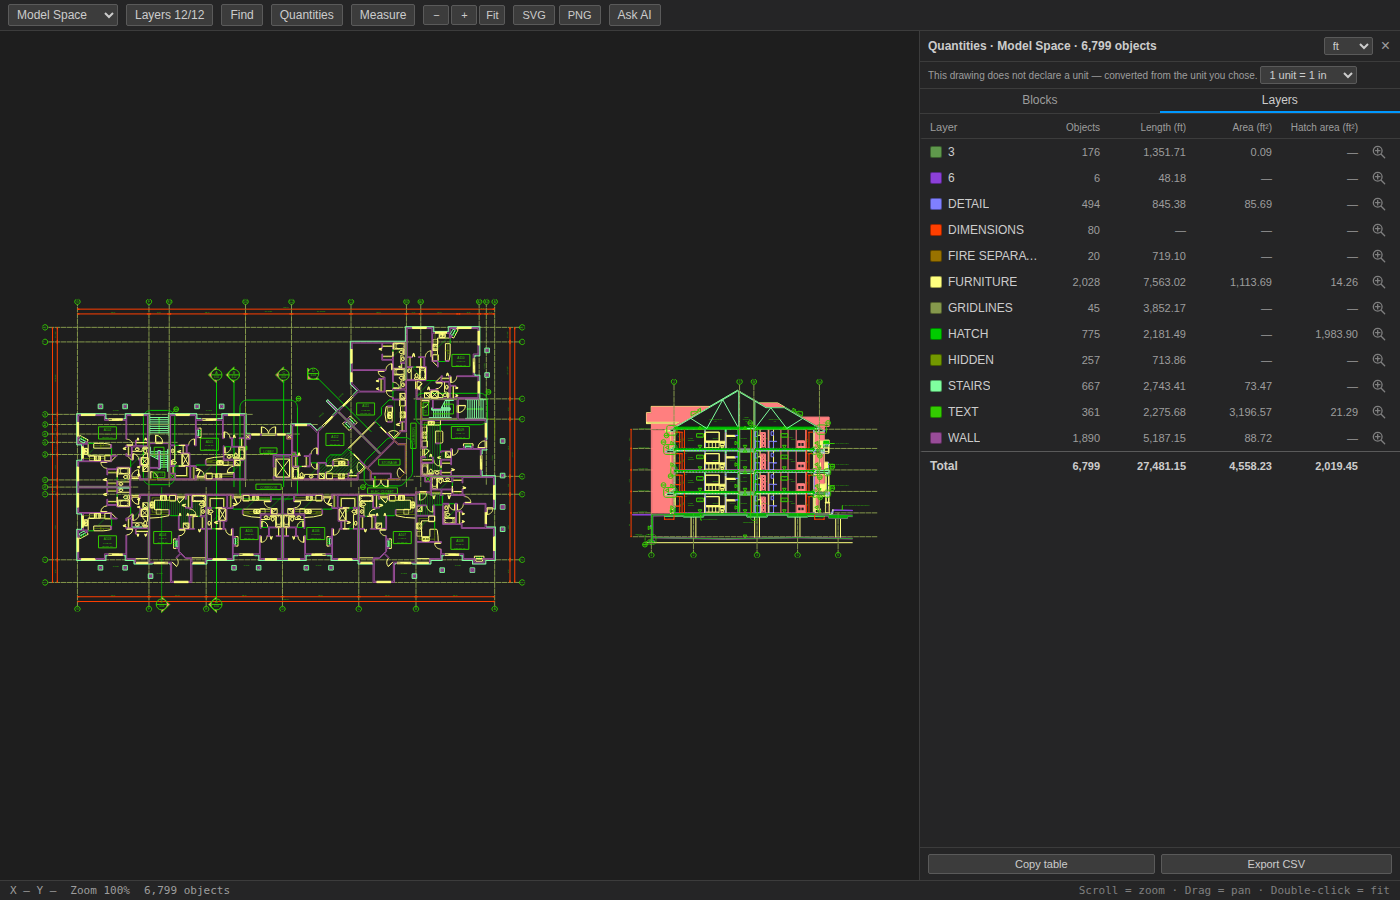 Model Space Layers 12/12 Find Quantities Measure − + Fit SVG PNG Ask AI
Quantities · Model Space · 6,799 objects ft ×
This drawing does not declare a unit — converted from the unit you chose. 1 unit = 1 in
Blocks Layers
Layer Objects Length (ft) Area (ft²) Hatch area (ft²)
3 176 1,351.71 0.09 —
6 6 48.18 — —
DETAIL 494 845.38 85.69 —
DIMENSIONS 80 — — —
FIRE SEPARA… 20 719.10 — —
FURNITURE 2,028 7,563.02 1,113.69 14.26
GRIDLINES 45 3,852.17 — —
HATCH 775 2,181.49 — 1,983.90
HIDDEN 257 713.86 — —
STAIRS 667 2,743.41 73.47 —
TEXT 361 2,275.68 3,196.57 21.29
WALL 1,890 5,187.15 88.72 —
Total 6,799 27,481.15 4,558.23 2,019.45
Copy table Export CSV
X — Y — Zoom 100% 6,799 objects
Scroll = zoom · Drag = pan · Double-click = fit